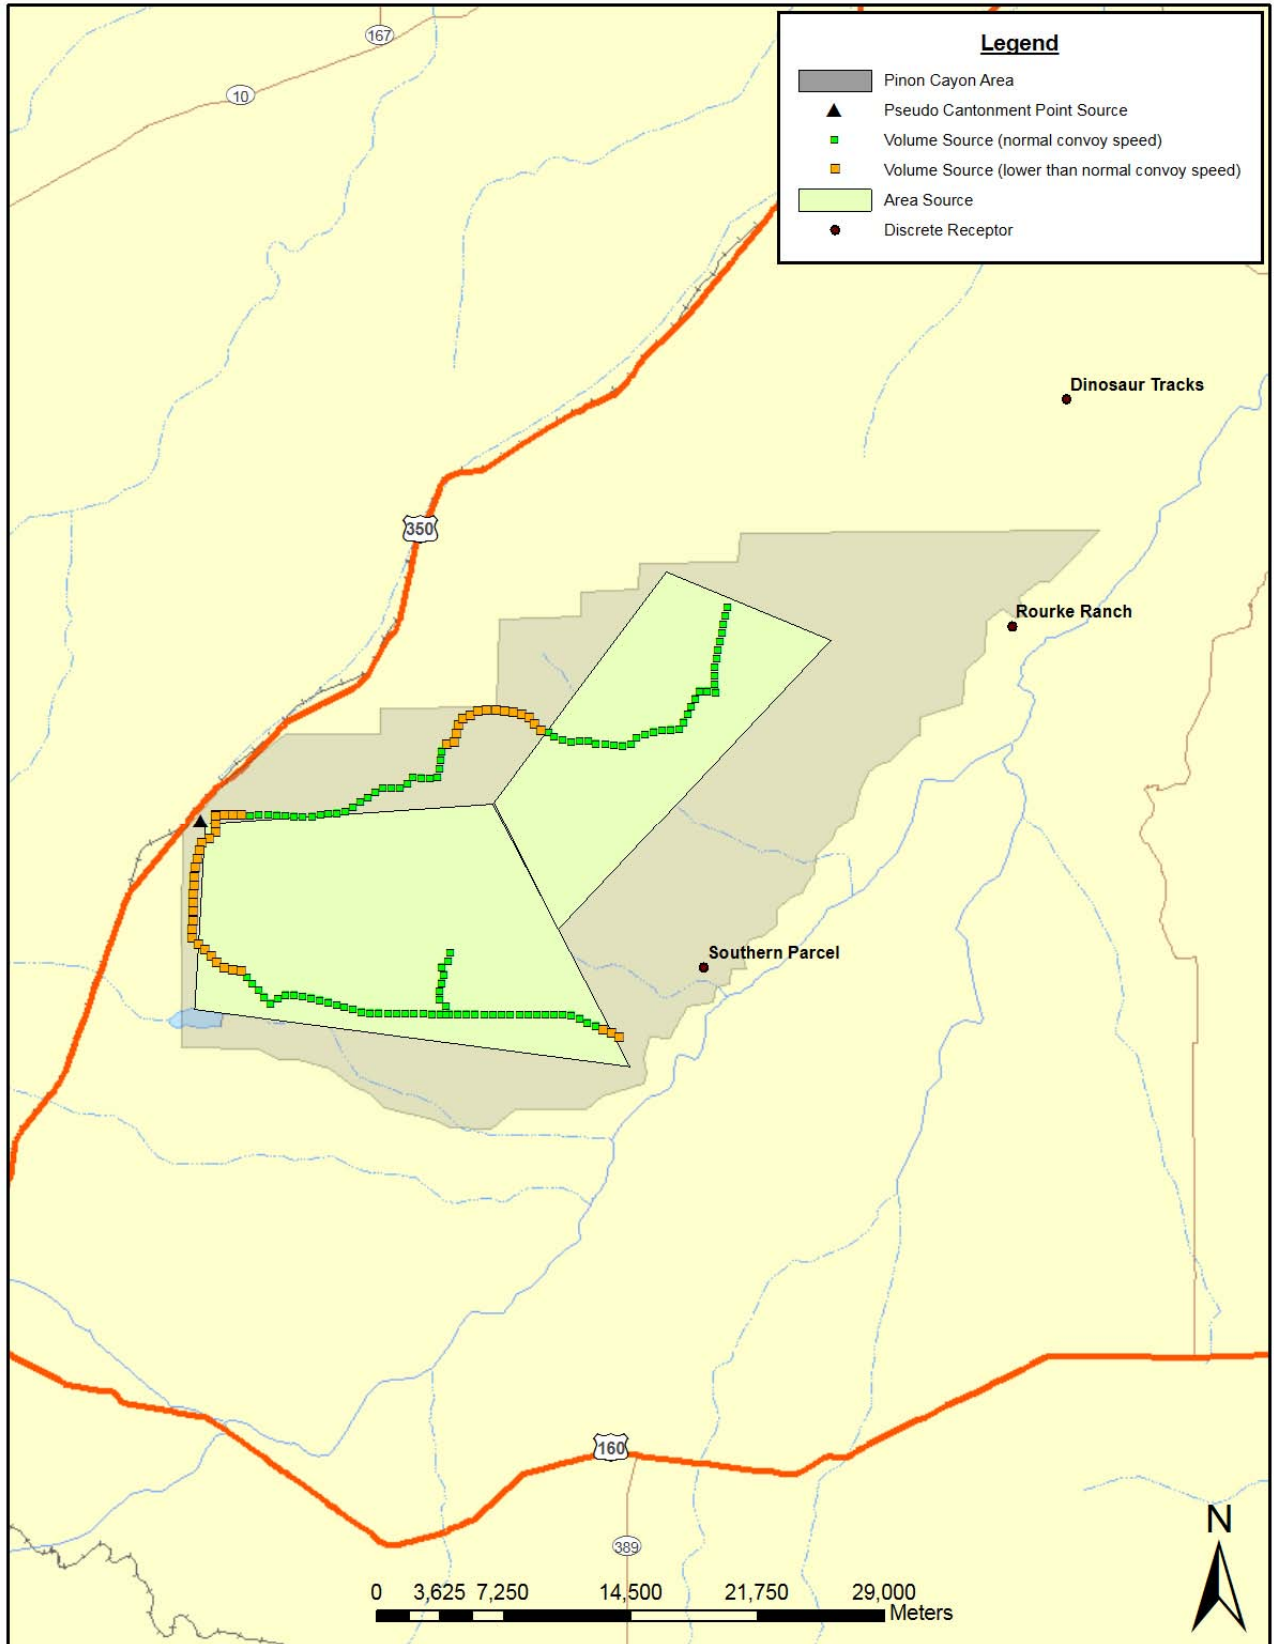 Legend
Pinon Cayon Area
Pseudo Cantonment Point Source
Volume Source (normal convoy speed)
Volume Source (lower than normal convoy speed)
Area Source
Discrete Receptor
167
10
Dinosaur Tracks
350
Rourke Ranch
Southern Parcel
160
N
389
0 3,625 7,250 14,500 21,750 29,000
Meters